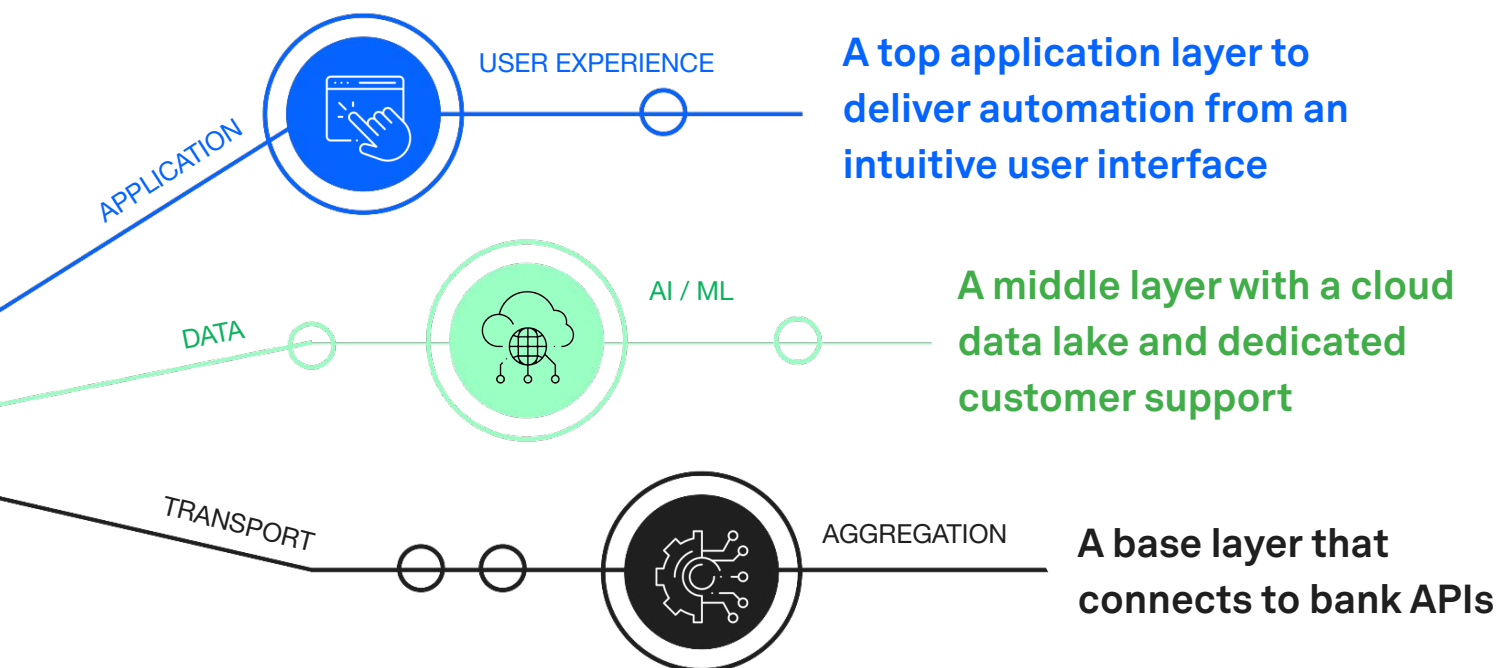 APPLICATION
USER EXPERIENCE
A top application layer to
deliver automation from an
intuitive user interface
DATA
AI / ML
A middle layer with a cloud
data lake and dedicated
customer support
TRANSPORT
AGGREGATION
A base layer that
connects to bank APIs